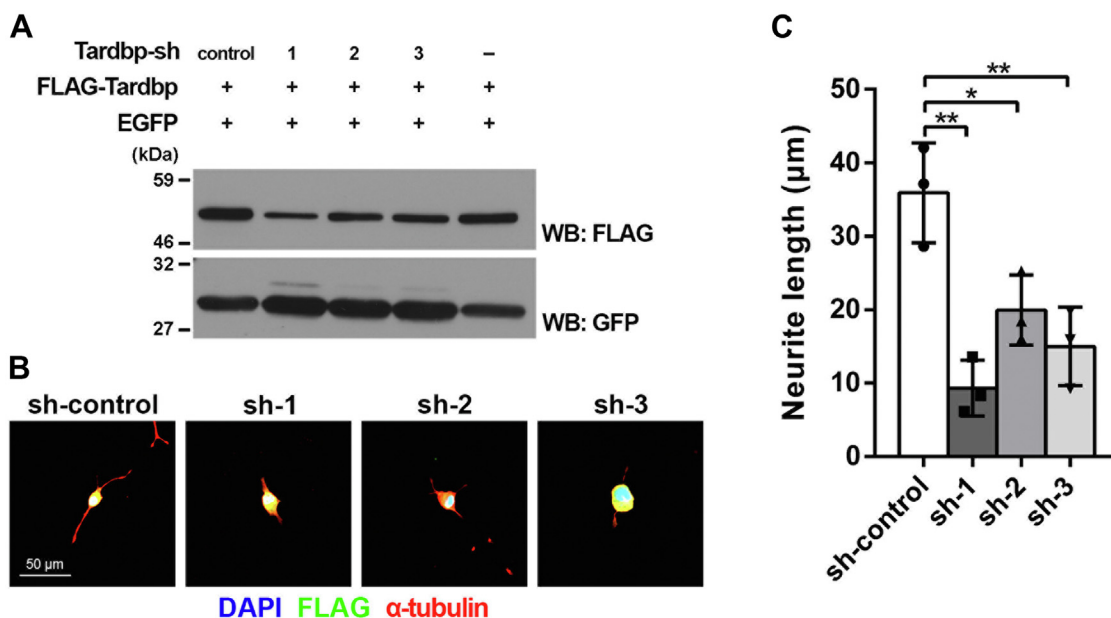 A
Tardbp-sh control 1 2 3 –
FLAG-Tardbp + + + + +
EGFP + + + + +
(kDa)
59
46
WB: FLAG
32
27
WB: GFP
B
sh-control sh-1 sh-2 sh-3
50 μm
DAPI FLAG α-tubulin
C
**
*
**
Neurite length (μm)
50
40
30
20
10
0
sh-control sh-1 sh-2 sh-3